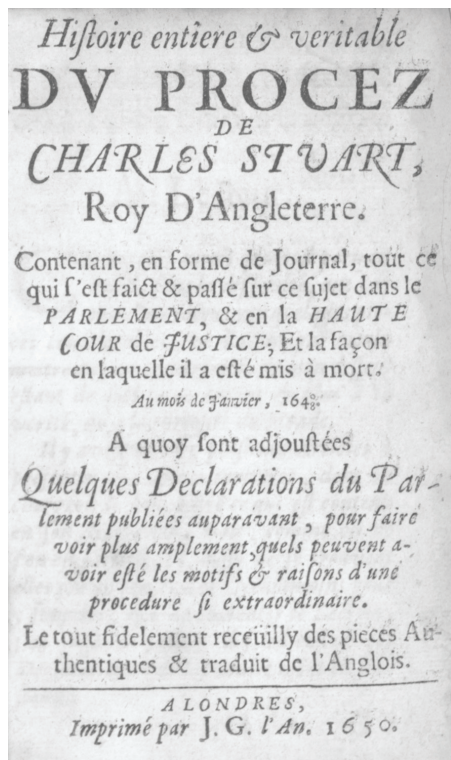 Hiſtoire entiere & veritable
DV PROCEZ
DE
CHARLES STVART,
Roy D'Angleterre.
Contenant, en forme de Journal, tout ce
qui ſ'eſt faict & paſſé ſur ce ſujet dans le
PARLEMENT, & en la HAUTE
COUR de JUSTICE; Et la façon
en laquelle il a eſté mis à mort.
Au mois de Janvier, 164
A quoy ſont adjouſtées
Quelques Declarations du Par-
lement publiées auparavant, pour faire
voir plus amplement quels peuvent a-
voir eſté les motifs & raiſons d'une
procedure ſi extraordinaire.
Le tout fidelement receüilly des pieces Au-
thentiques & traduit de l'Anglois.
A LONDRES,
Imprimé par J. G. l'An. 1650.